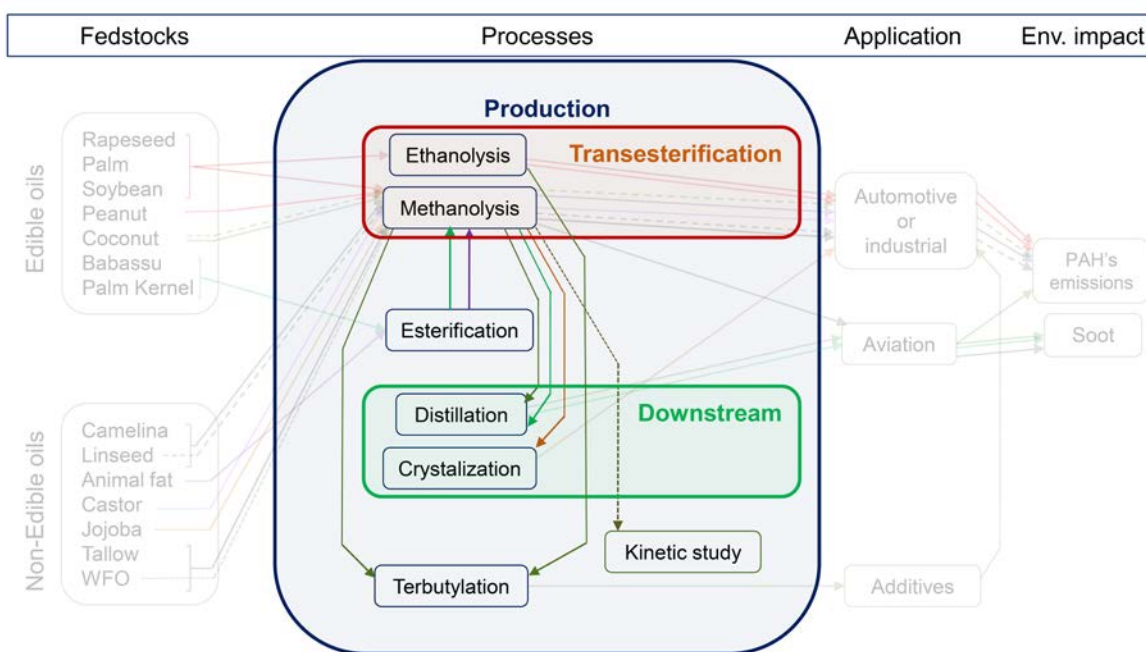 Fedstocks
Processes
Application
Env. impact
Edible oils
Rapeseed
Palm
Soybean
Peanut
Coconut
Babassu
Palm Kernel
Non-Edible oils
Camelina
Linseed
Animal fat
Castor
Jojoba
Tallow
WFO
Production
Transesterification
Ethanolysis
Methanolysis
Esterification
Downstream
Distillation
Crystalization
Kinetic study
Terbutylation
Automotive
or
industrial
Aviation
Additives
PAH's
emissions
Soot